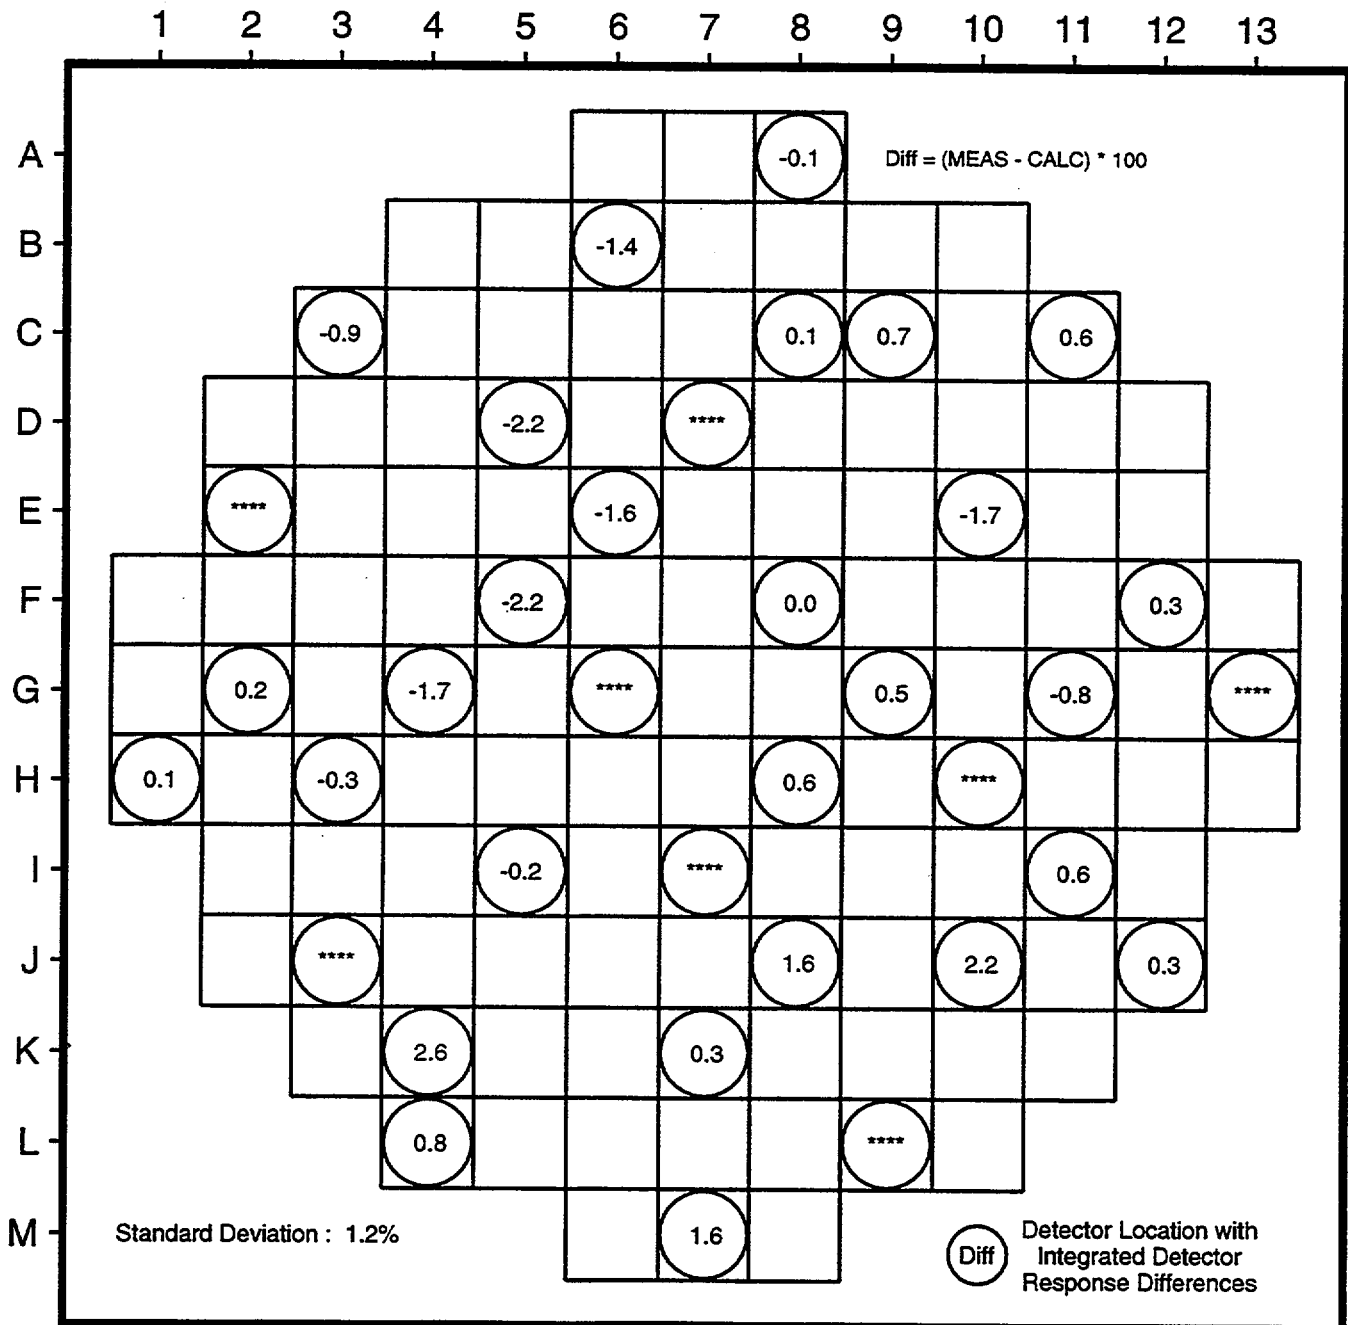 1 2 3 4 5 6 7 8 9 10 11 12 13
A -0.1 Diff = (MEAS - CALC) * 100
B -1.4
C -0.9 0.1 0.7 0.6
D -2.2 ****
E **** -1.6 -1.7
F -2.2 0.0 0.3
G 0.2 -1.7 **** 0.5 -0.8 ****
H 0.1 -0.3 0.6 ****
I -0.2 **** 0.6
J **** 1.6 2.2 0.3
K 2.6 0.3
L 0.8 ****
M 1.6
Standard Deviation : 1.2%
Diff
Detector Location with
Integrated Detector
Response Differences